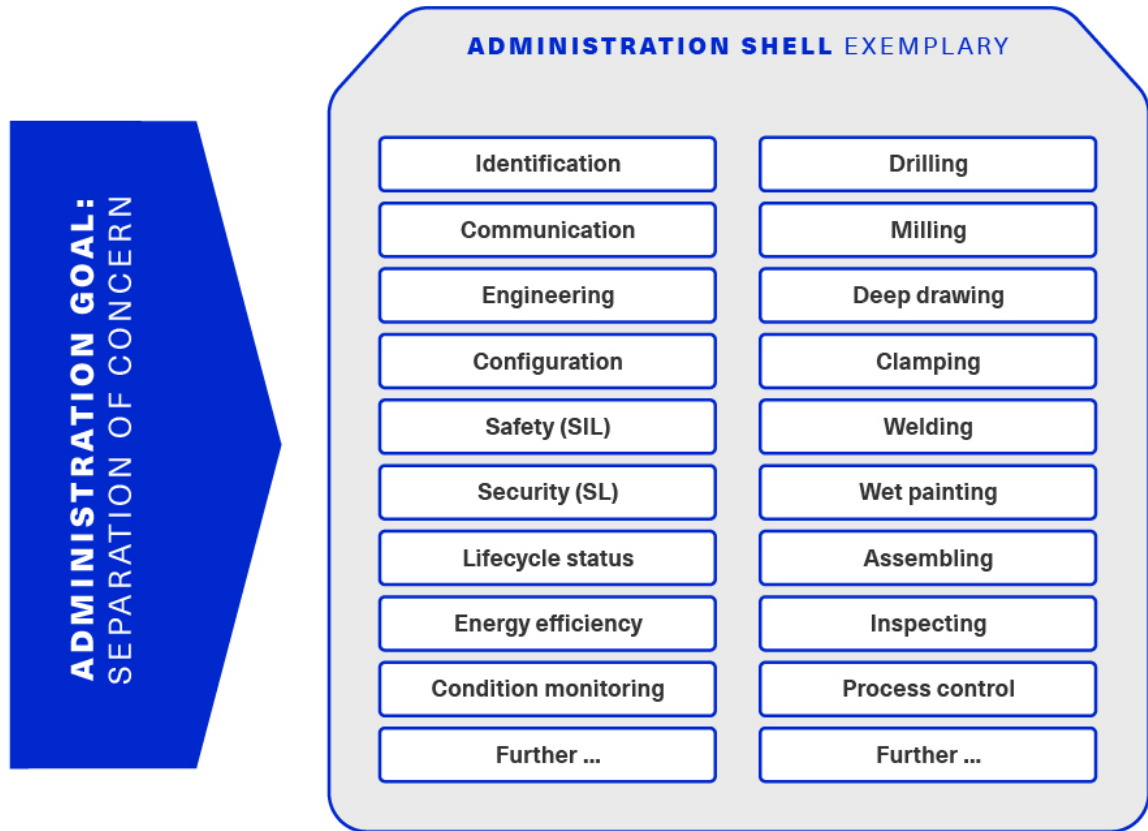 ADMINISTRATION GOAL:
SEPARATION OF CONCERN
ADMINISTRATION SHELL EXEMPLARY
Identification
Communication
Engineering
Configuration
Safety (SIL)
Security (SL)
Lifecycle status
Energy efficiency
Condition monitoring
Further ...
Drilling
Milling
Deep drawing
Clamping
Welding
Wet painting
Assembling
Inspecting
Process control
Further ...